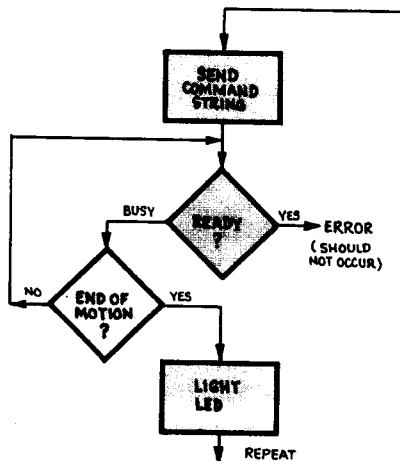 SEND
COMMAND
STRING
READY
?
BUSY
YES
ERROR
(SHOULD
NOT OCCUR)
END OF
MOTION
?
NO
YES
LIGHT
LED
REPEAT